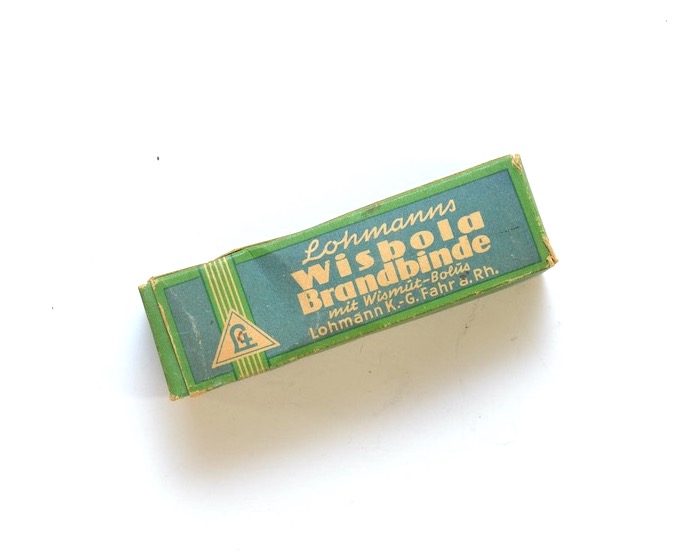 Lohmanns
Wisbola
Brandbinde
mit Wismut-Bolus
Lohmann K.-G. Fahr a. Rh.